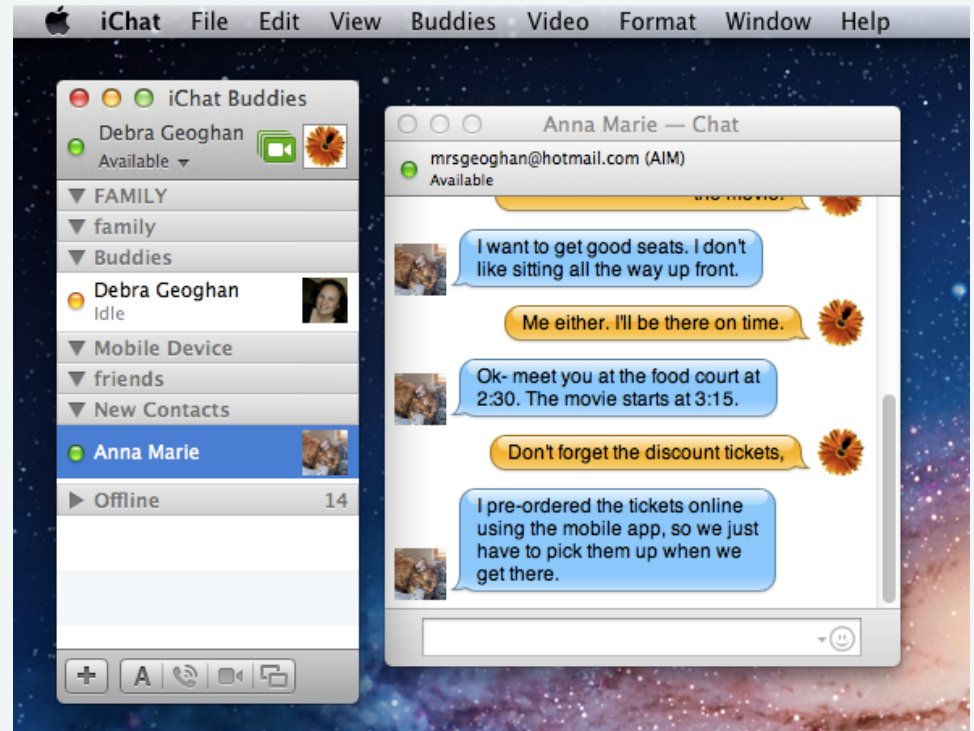 iChat File Edit View Buddies Video Format Window Help
iChat Buddies
Debra Geoghan
Available
FAMILY
family
Buddies
Debra Geoghan
Idle
Mobile Device
friends
New Contacts
Anna Marie
Offline 14
A
Anna Marie — Chat
mrsgeoghan@hotmail.com (AIM)
Available
the movie.
I want to get good seats. I don't
like sitting all the way up front.
Me either. I'll be there on time.
Ok- meet you at the food court at
2:30. The movie starts at 3:15.
Don't forget the discount tickets,
I pre-ordered the tickets online
using the mobile app, so we just
have to pick them up when we
get there.